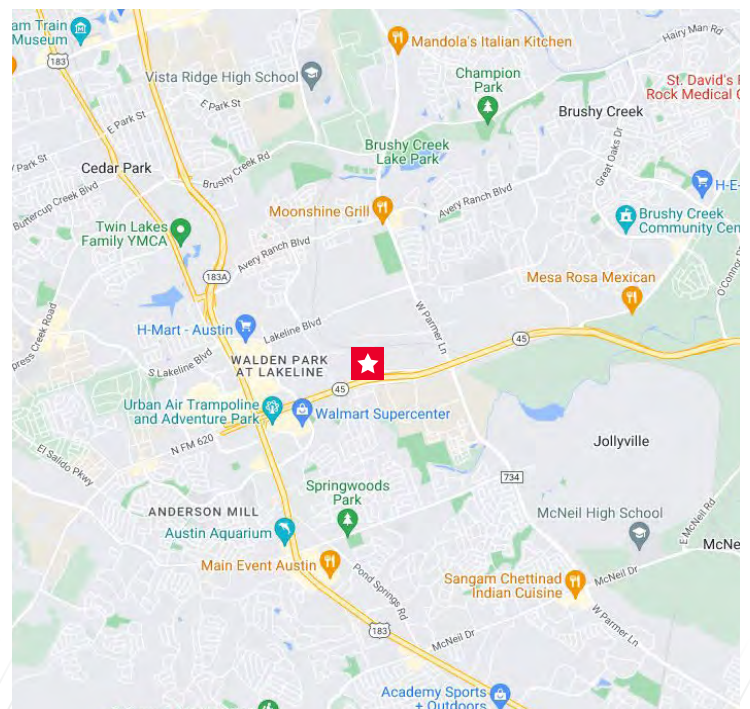 am Train
Museum
183
Mandola's Italian Kitchen
Hairy Man Rd
Vista Ridge High School
Champion
Park
St. David's
Rock Medical
E Park St
E Park St
Brushy Creek
Brushy Creek
Lake Park
Cedar Park
Brushy Creek Rd
Park St
Great Oaks Dr
H-E-
Buttercup Creek Blvd
Avery Ranch Blvd
Moonshine Grill
Twin Lakes
Family YMCA
Brushy Creek
Community Cen
Avery Ranch Blvd
183A
Mesa Rosa Mexican
O'Connor
W Parmer Ln
H-Mart - Austin
Lakeline Blvd
press Creek Road
45
S Lakeline Blvd
WALDEN PARK
AT LAKELINE
45
Urban Air Trampoline
and Adventure Park
Walmart Supercenter
N FM 620
Jollyville
El Salido Pkwy
734
Springwoods
Park
ANDERSON MILL
McNeil High School
E McNeil Rd
Austin Aquarium
McNe
Main Event Austin
Pond Springs Rd
Sangam Chettinad
Indian Cuisine
McNeil Dr
W Parmer Ln
183
McNeil Dr
Academy Sports
+ Outdoors